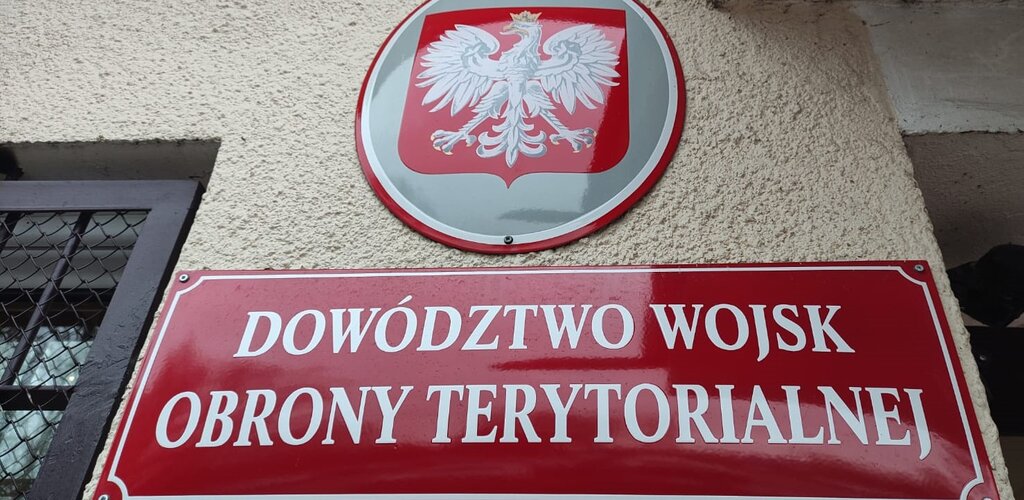 DOWÓDZTWO WOJSK
OBRONY TERYTORIALNEJ